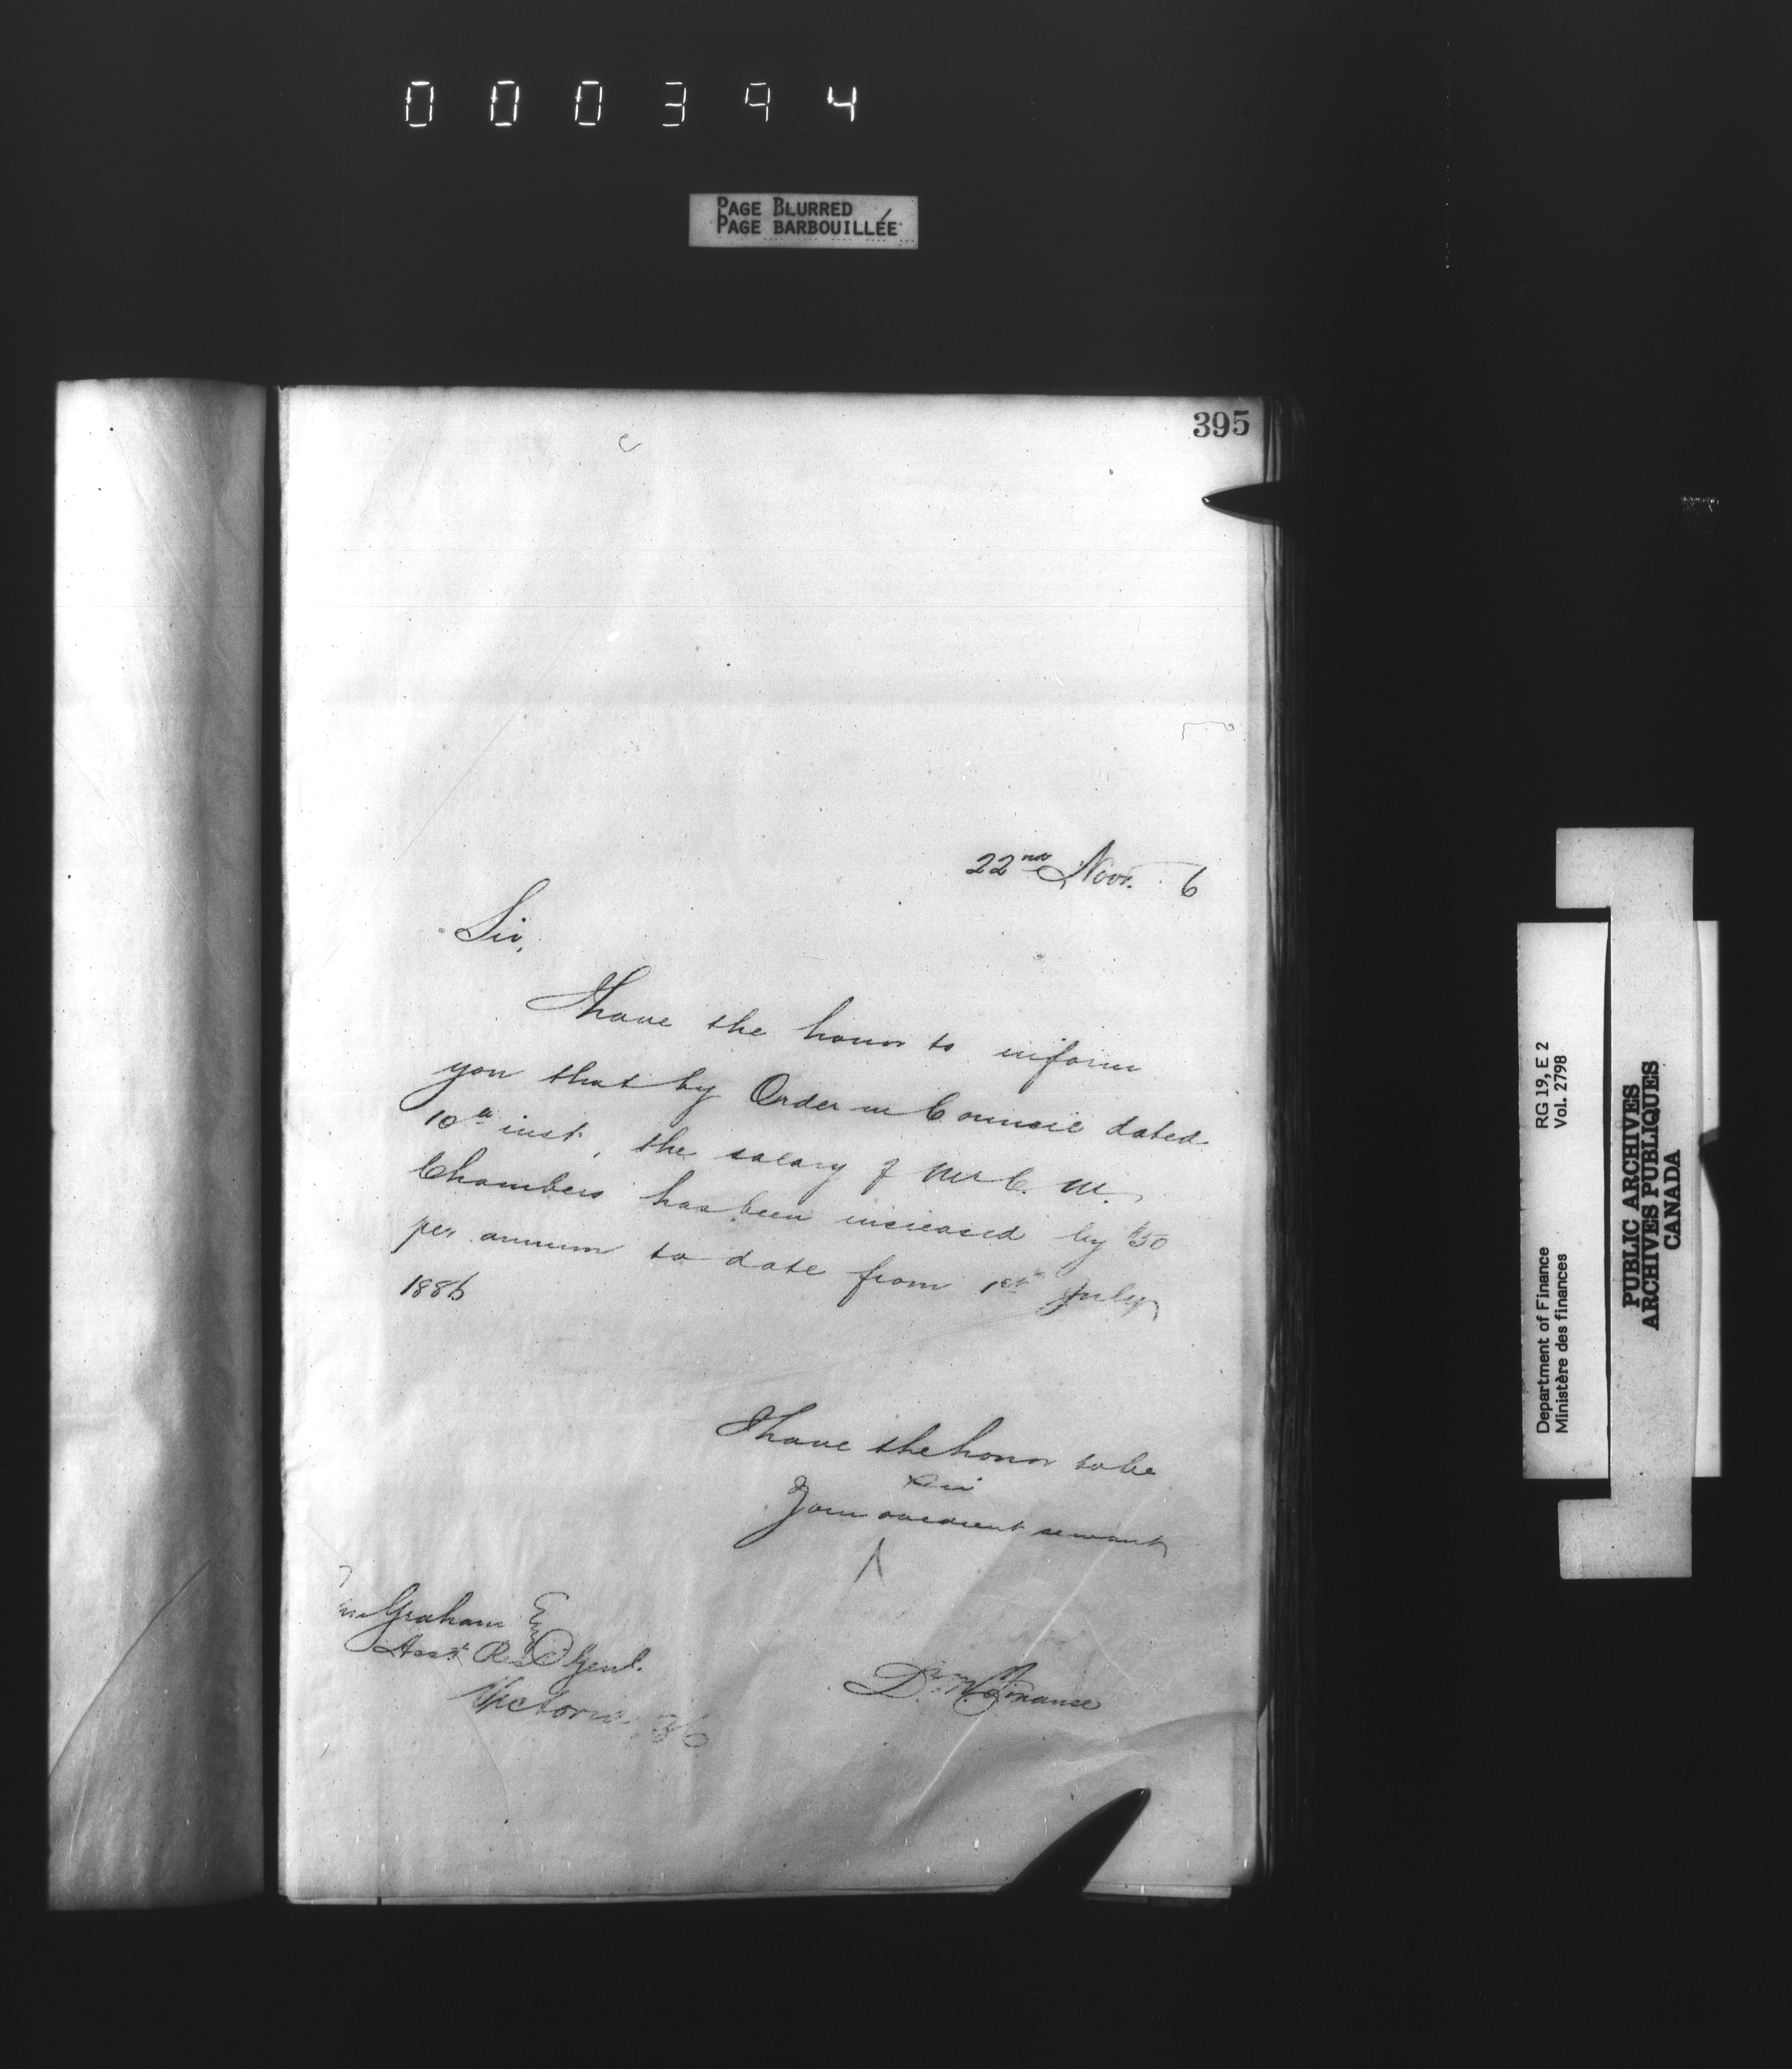 000394
PAGE BLURRED
PAGE BARBOUILLÉE
395
22nd Novr. 6
Sir,
I have the honor to inform
you that by Order in Council dated
10th inst, the salary of Mr C. M.
Chambers has been increased by $50
per annum to date from 1st July
1886
I have the honor to be
Sir
Your obedient servant
Graham Esq
Asst R Genl.
Victoria BC
D. M. Finance
RG 19, E 2
Vol. 2798
Department of Finance
Ministère des finances
PUBLIC ARCHIVES
ARCHIVES PUBLIQUES
CANADA